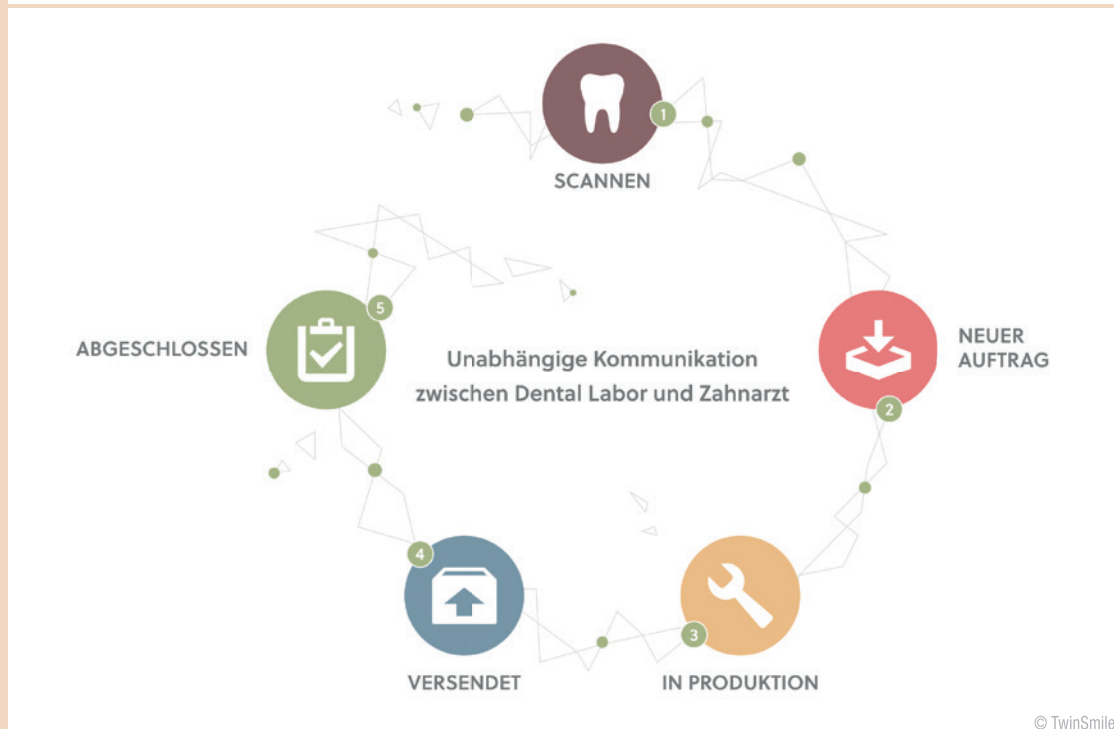 1
SCANNEN
NEUER
AUFTRAG
2
3
IN PRODUKTION
4
VERSENDET
5
ABGESCHLOSSEN
Unabhängige Kommunikation
zwischen Dental Labor und Zahnarzt
© TwinSmile